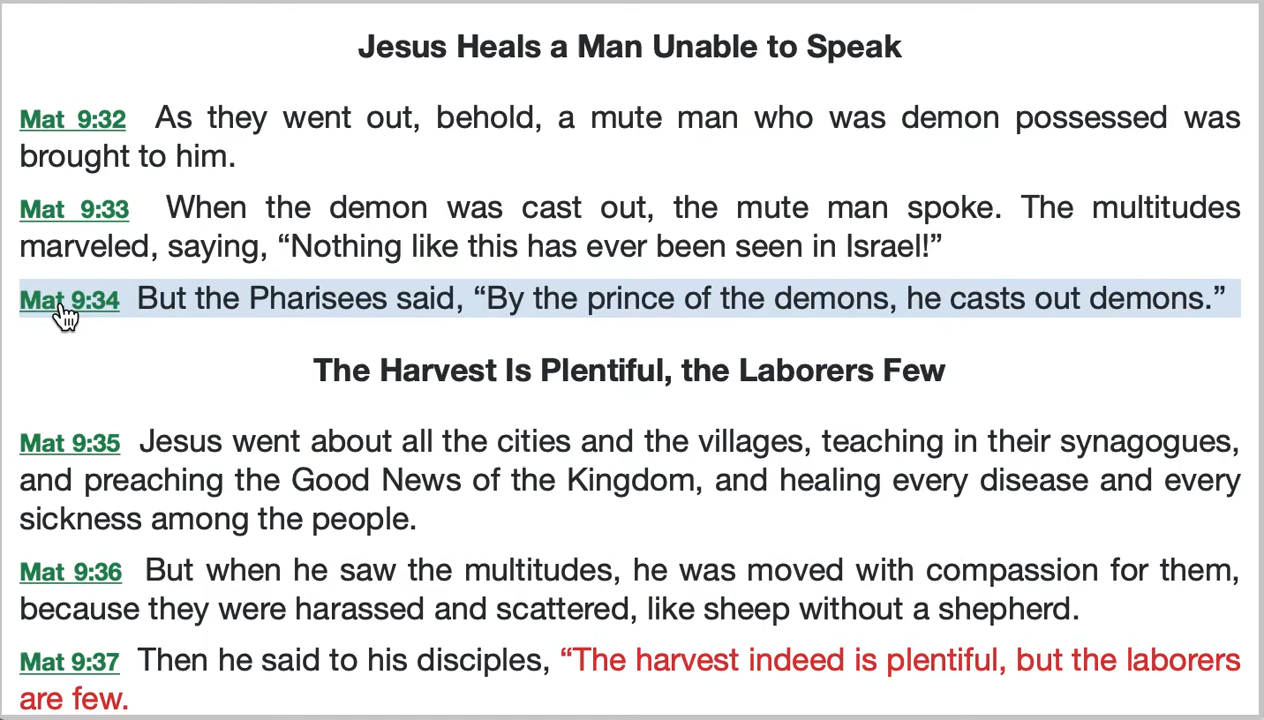 Jesus Heals a Man Unable to Speak
Mat 9:32 As they went out, behold, a mute man who was demon possessed was
brought to him.
Mat 9:33 When the demon was cast out, the mute man spoke. The multitudes
marveled, saying, “Nothing like this has ever been seen in Israel!”
Mat 9:34 But the Pharisees said, “By the prince of the demons, he casts out demons.”
The Harvest Is Plentiful, the Laborers Few
Mat 9:35 Jesus went about all the cities and the villages, teaching in their synagogues,
and preaching the Good News of the Kingdom, and healing every disease and every
sickness among the people.
Mat 9:36 But when he saw the multitudes, he was moved with compassion for them,
because they were harassed and scattered, like sheep without a shepherd.
Mat 9:37 Then he said to his disciples, “The harvest indeed is plentiful, but the laborers
are few.